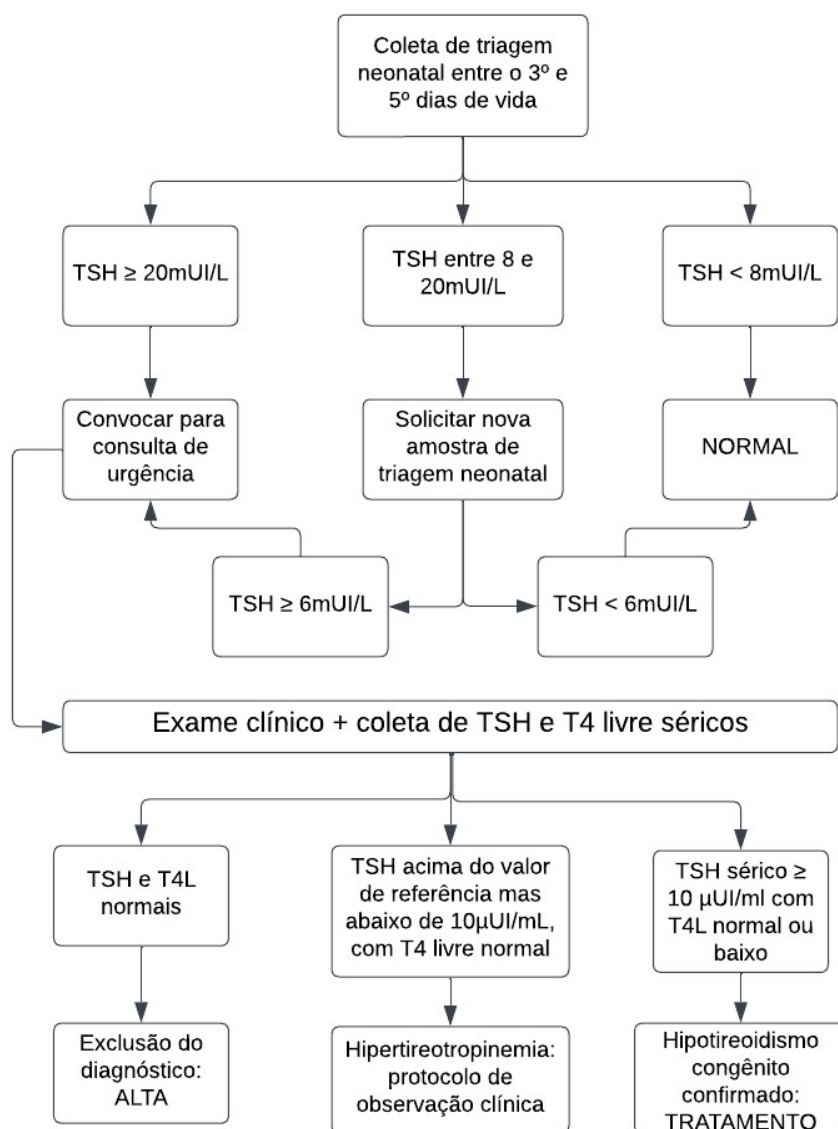 Coleta de triagem
neonatal entre o 3º e
5º dias de vida
TSH ≥ 20mUI/L
TSH entre 8 e
20mUI/L
TSH < 8mUI/L
Convocar para
consulta de
urgência
Solicitar nova
amostra de
triagem neonatal
NORMAL
TSH ≥ 6mUI/L
TSH < 6mUI/L
Exame clínico + coleta de TSH e T4 livre séricos
TSH e T4L
normais
TSH acima do valor
de referência mas
abaixo de 10µUI/mL,
com T4 livre normal
TSH sérico ≥
10 µUI/ml com
T4L normal ou
baixo
Exclusão do
diagnóstico:
ALTA
Hipertireotropinemia:
protocolo de
observação clínica
Hipotireoidismo
congênito
confirmado:
TRATAMENTO